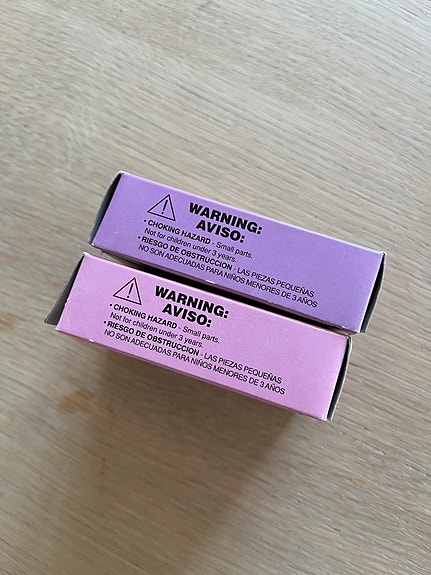 WARNING:
AVISO:
• CHOKING HAZARD - Small parts.
Not for children under 3 years.
• RIESGO DE OBSTRUCCION - LAS PIEZAS PEQUEÑAS
NO SON ADECUADAS PARA NIÑOS MENORES DE 3 AÑOS
WARNING:
AVISO:
• CHOKING HAZARD - Small parts.
Not for children under 3 years.
• RIESGO DE OBSTRUCCION - LAS PIEZAS PEQUEÑAS
NO SON ADECUADAS PARA NIÑOS MENORES DE 3 AÑOS